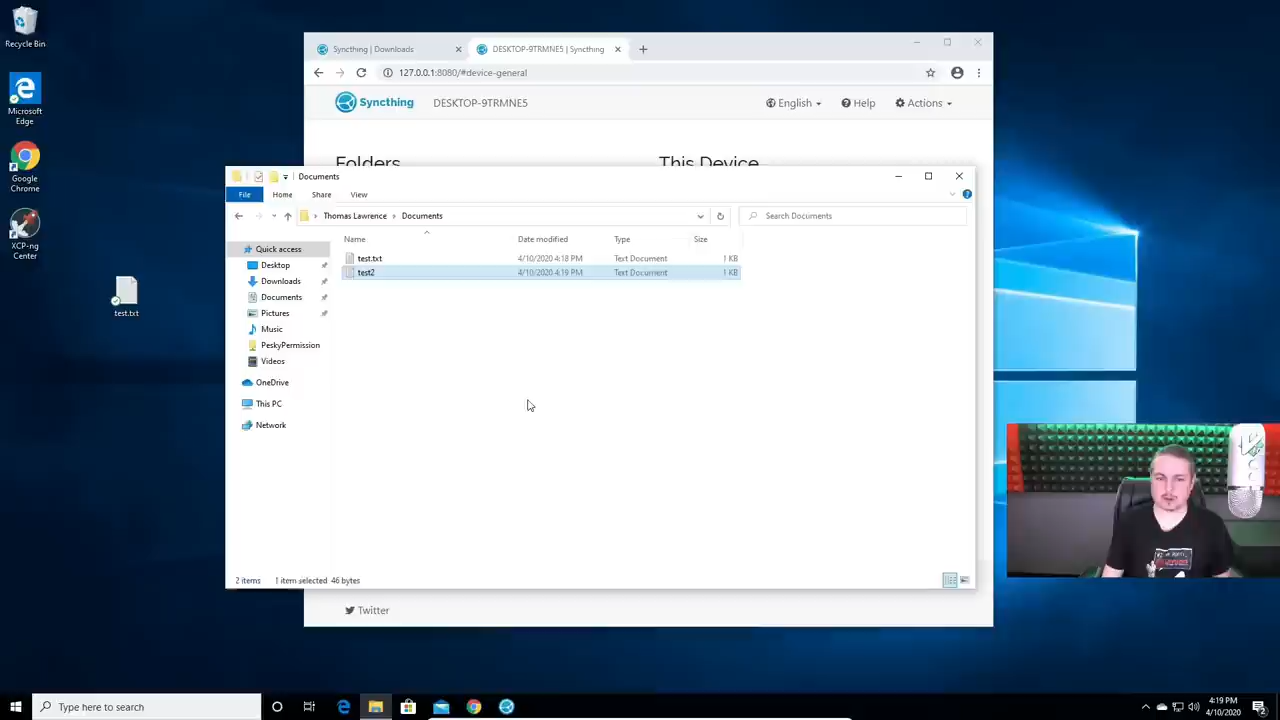 Recycle Bin
Microsoft
Edge
Google
Chrome
XCP-ng
Center
test.txt
Syncthing | Downloads
DESKTOP-9TRMNE5 | Syncthing
127.0.0.1:8080/#device-general
Syncthing
DESKTOP-9TRMNE5
English
Help
Actions
Folders
This Device
Documents
File
Home
Share
View
Thomas Lawrence > Documents
Search Documents
Name
Date modified
Type
Size
test.txt
4/10/2020 4:18 PM
Text Document
1 KB
test2
4/10/2020 4:19 PM
Text Document
1 KB
Quick access
Desktop
Downloads
Documents
Pictures
Music
PeskyPermission
Videos
OneDrive
This PC
Network
2 items
1 item selected 46 bytes
Twitter
Type here to search
4:19 PM
4/10/2020